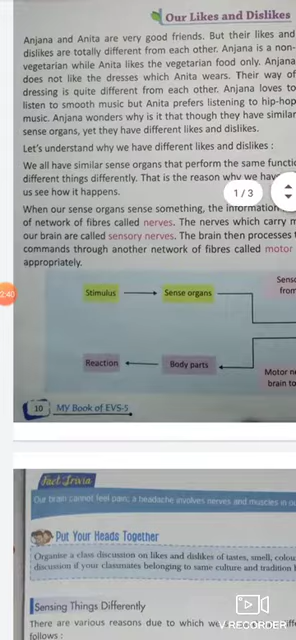 Our Likes and Dislikes
Anjana and Anita are very good friends. But their likes and
dislikes are totally different from each other. Anjana is a non-
vegetarian while Anita likes the vegetarian food only. Anjana
does not like the dresses which Anita wears. Their way of
dressing is quite different from each other. Anjana loves to
listen to smooth music but Anita prefers listening to hip-hop
music. Anjana wonders why is it that though they have similar
sense organs, yet they have different likes and dislikes.
Let's understand why we have different likes and dislikes :
We all have similar sense organs that perform the same
different things differently. That is the reason why we
us see how it happens.
1/3
When our sense organs sense something, the
of network of fibres called nerves. The nerves which carry
our brain are called sensory nerves. The brain then processes
commands through another network of fibres called motor
appropriately.
2:40
from
Stimulus
Sense organs
Reaction
Body parts
Motor
brain to
10 My Book of EVS-5
Fact Trivia
Our brain cannot feel pain; a headache involves nerves and muscles in
Put Your Heads Together
Organise a class discussion on likes and dislikes of tastes, smell,
discussion if your classmates belonging to same culture and tradition
Sensing Things Differently
There are various reasons due to which we
follows :
V RECORDER